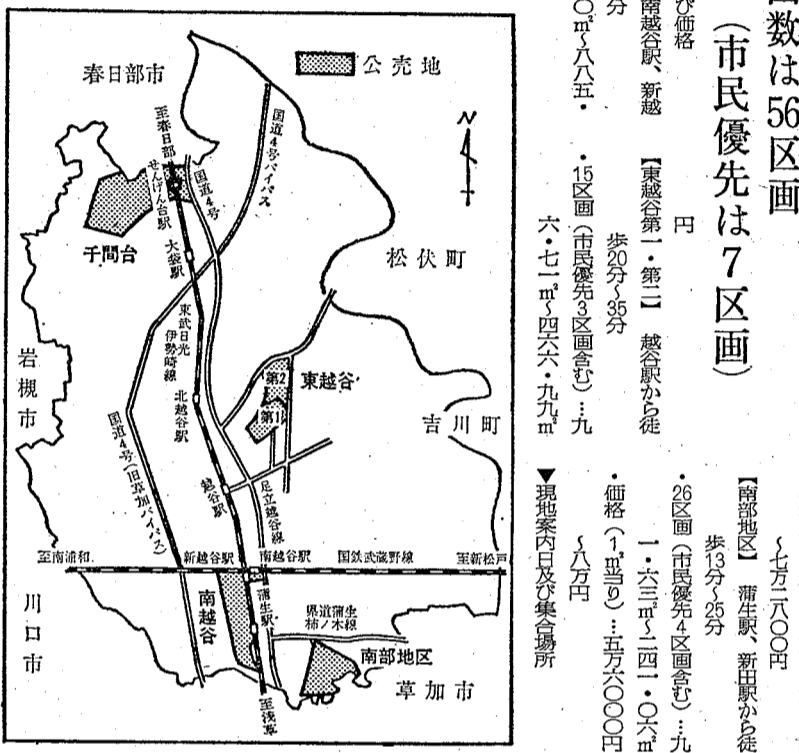 数は56区画
(市民優先は7区画)
び価格
南越谷駅、新越
分
〇㎡〜八八五・
円
【東越谷第一・第二】 越谷駅から徒
歩20分〜35分
・15区画(市民優先3区画含む)…九
六・七一㎡〜四六六・九九㎡
〜七万二八〇〇円
【南部地区】 蒲生駅、新田駅から徒
歩13分〜25分
・26区画(市民優先4区画含む)…九
一・六三㎡〜二四一・〇六㎡
・価格(1㎡当り)…五万六〇〇〇円
〜八万円
▼現地案内日及び集合場所
公売地
N
春日部市
至春日部
せんげん台駅
国道4号
国道4号バイパス
千間台
大袋駅
松伏町
東武日光
伊勢崎線
岩槻市
北越谷駅
第2
第1
東越谷
吉川町
国道4号(旧草加バイパス)
越谷駅
足立越谷線
至南浦和
新越谷駅
南越谷駅
国鉄武蔵野線
至新松戸
川口市
南越谷
蒲生駅
県道蒲生
柿ノ木線
南部地区
草加市
至浅草